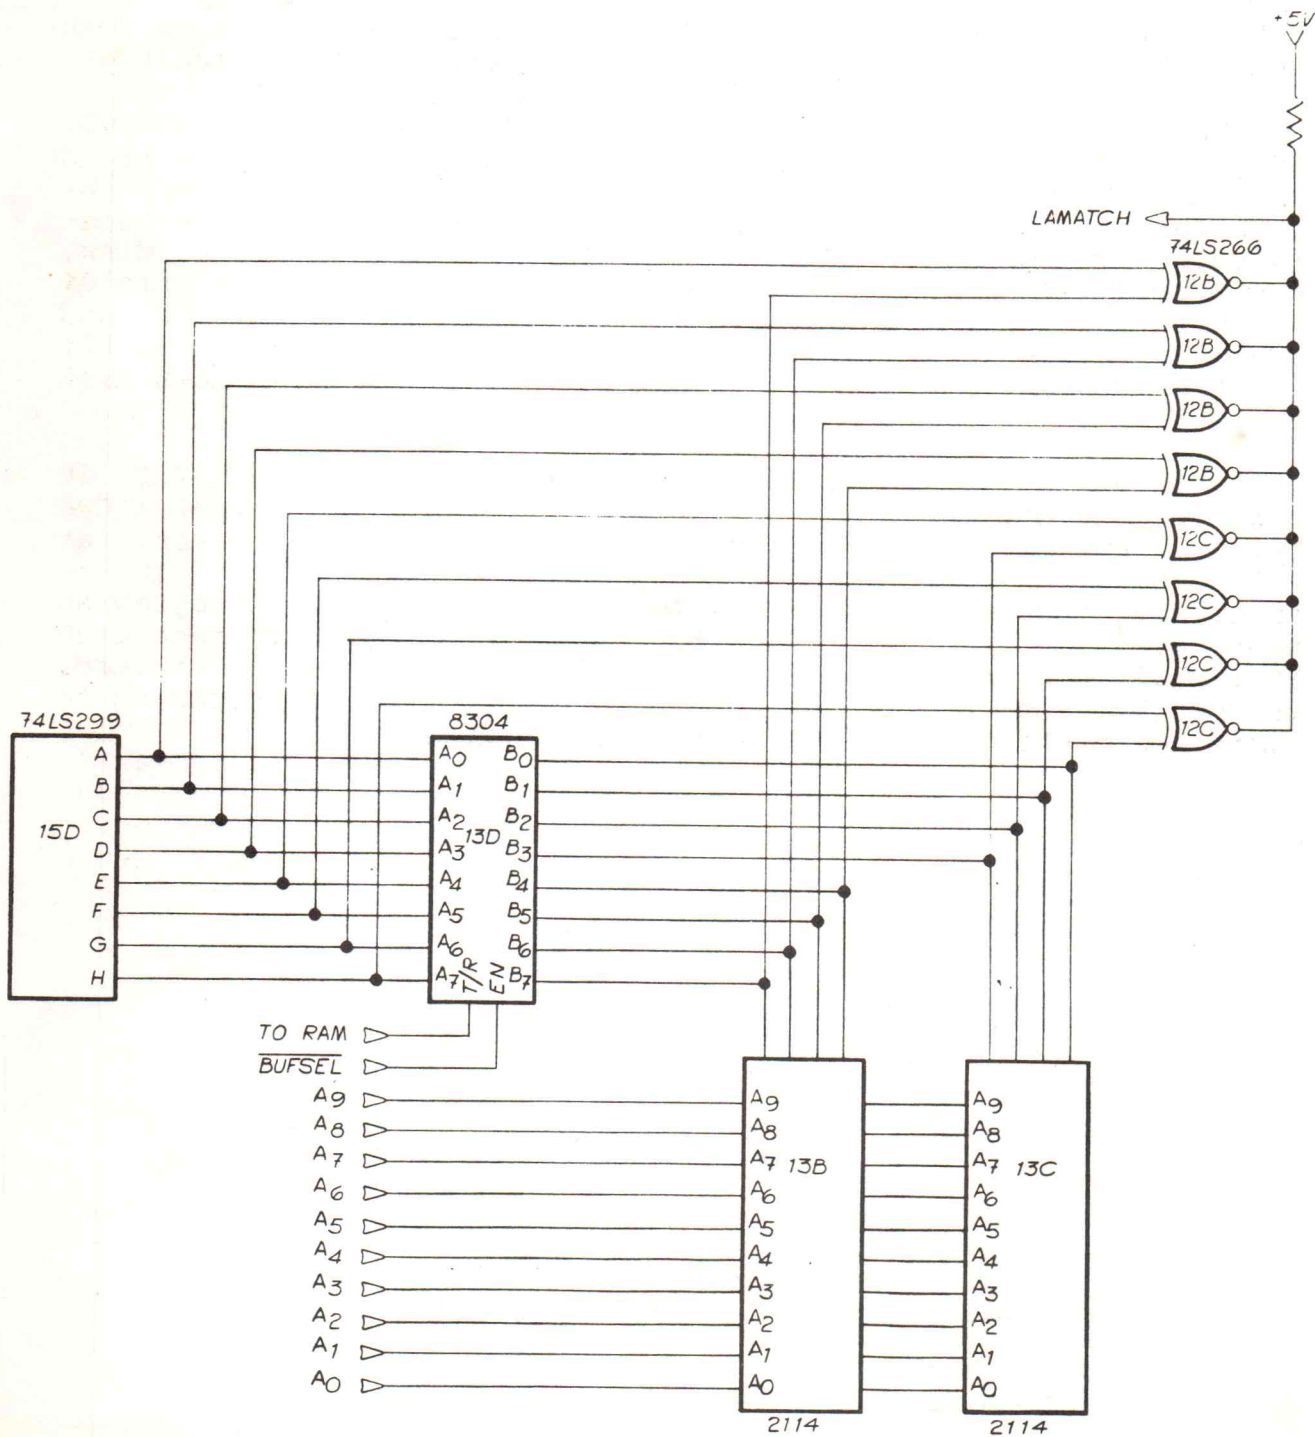 +5V
LAMATCH
74LS266
12B
12B
12B
12B
12C
12C
12C
12C
74LS299
15D
A
B
C
D
E
F
G
H
8304
13D
A0 B0
A1 B1
A2 B2
A3 B3
A4 B4
A5 B5
A6 B6
A7 T/R EN B7
TO RAM
BUFSEL
A9
A8
A7
A6
A5
A4
A3
A2
A1
A0
A9
A8
A7
A6
A5
A4
A3
A2
A1
A0
13B
2114
A9
A8
A7
A6
A5
A4
A3
A2
A1
A0
13C
2114